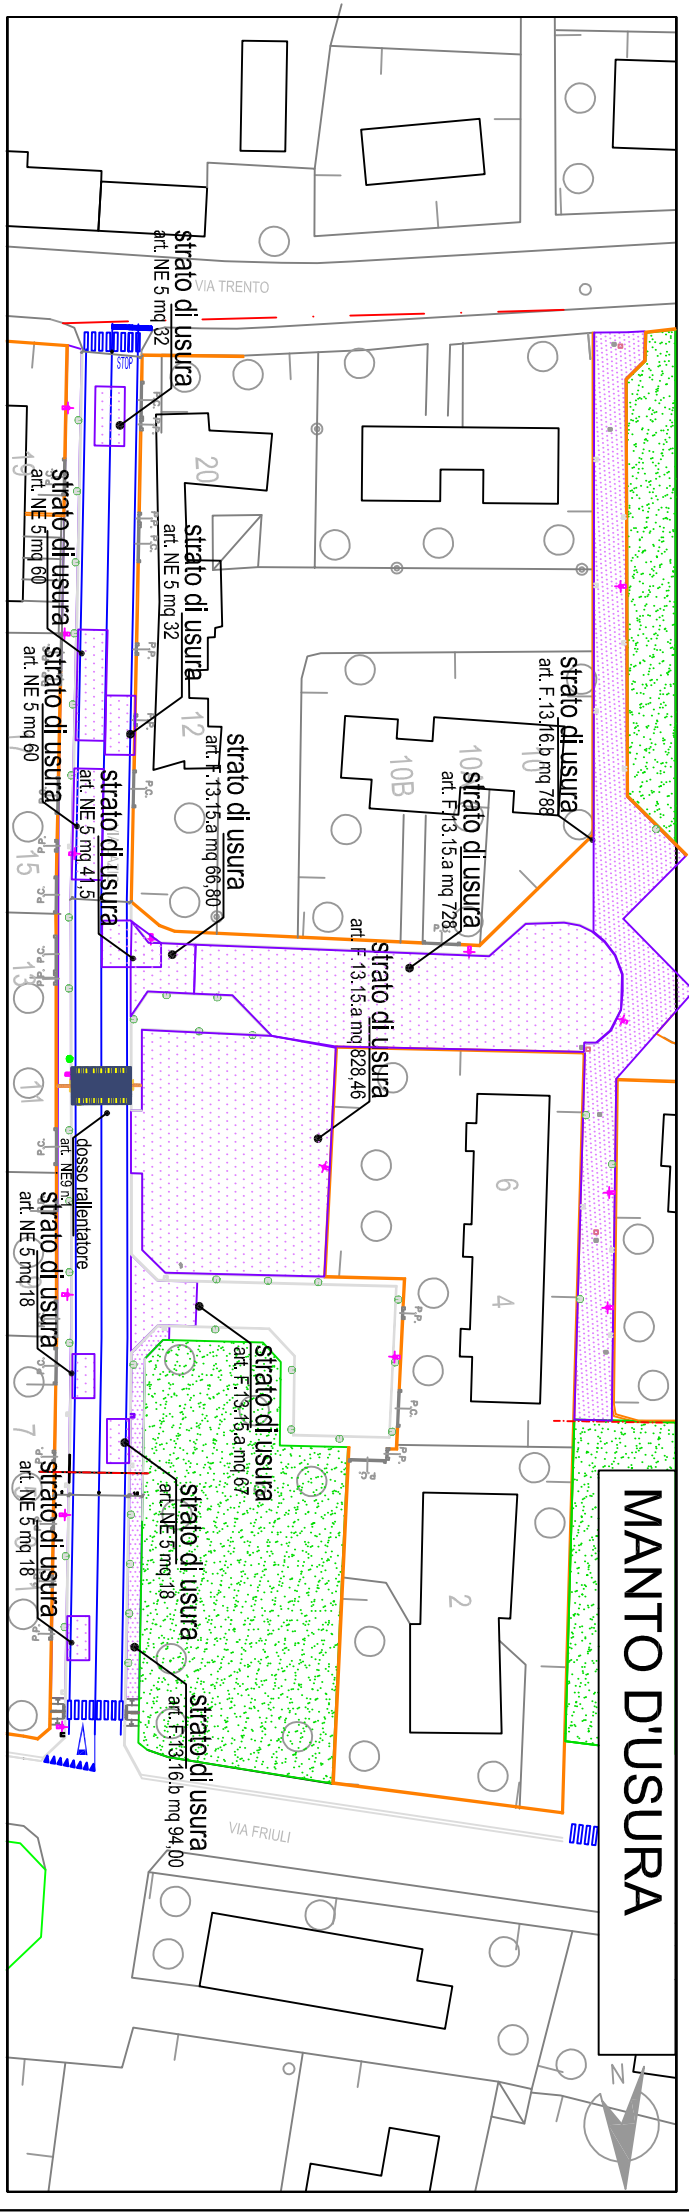 MANTO D'USURA
VIA TRENTO
STOP
strato di usura
art. NE 5 mq 32
strato di usura
art. NE 5 mq 60
strato di usura
art. NE 5 mq 32
strato di usura
art. NE 5 mq 60
strato di usura
art. NE 5 mq 41,5
strato di usura
art. F.13.15.a mq 66,80
strato di usura
art. F.13.16.b mq 788
strato di usura
art. F.13.15.a mq 728
strato di usura
art. F. 13.15.a mq 828,46
dosso rallentatore
art. NE9 n.1
strato di usura
art. NE 5 mq 18
strato di usura
art. F.13.15.a mq 67
strato di usura
art. NE 5 mq 18
strato di usura
art. NE 5 mq 18
strato di usura
art. F.13.16.b mq 94,00
VIA FRIULI
20
12
10B
10
15
13
11
7
6
4
2
P.C.
P.P.
N